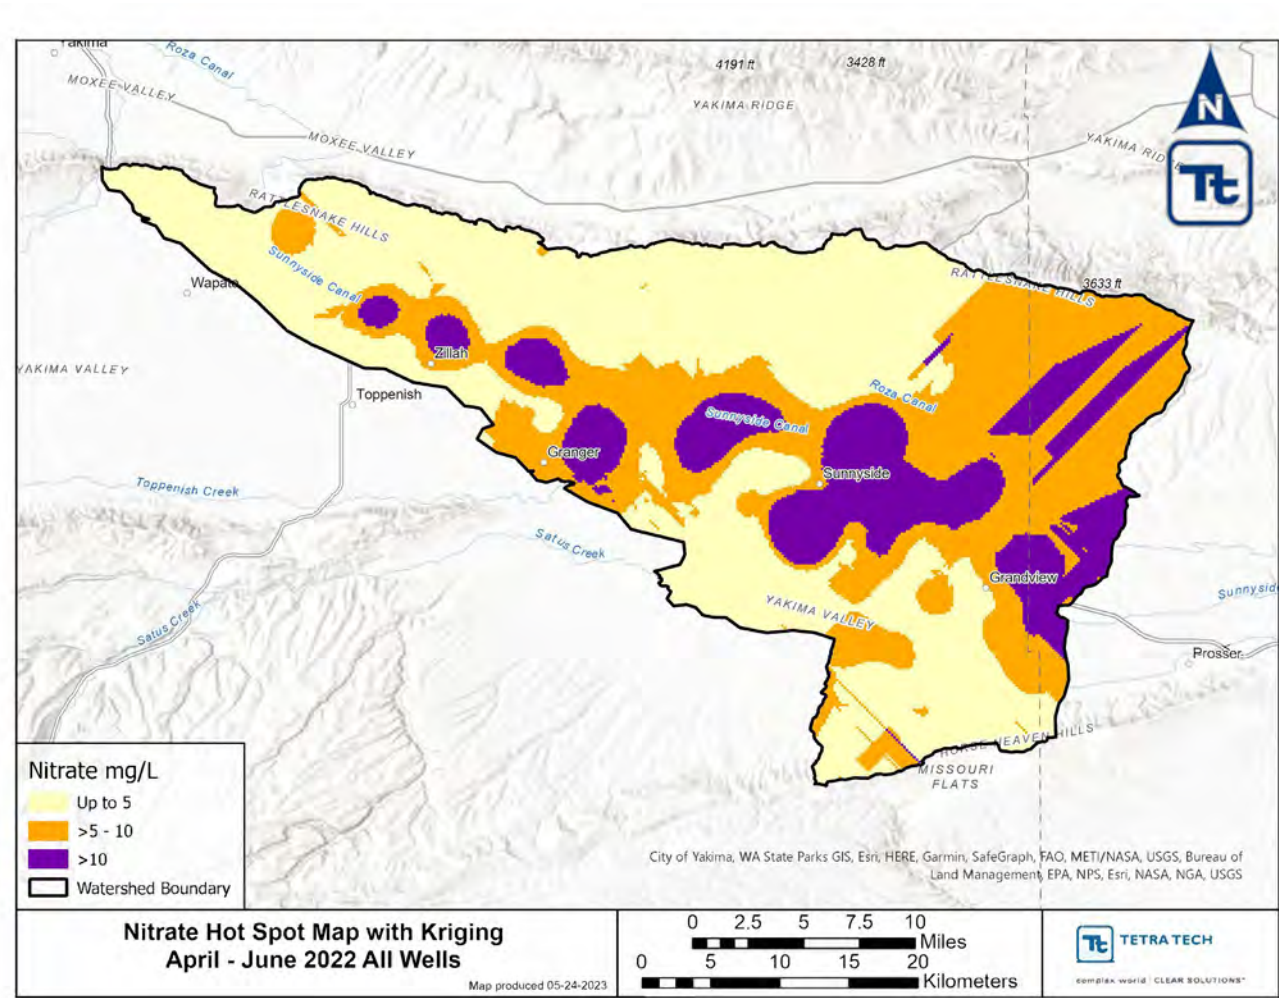 Yakima
Roza Canal
4191 ft
3428 ft
MOXEE VALLEY
YAKIMA RIDGE
N
MOXEE VALLEY
YAKIMA RIDGE
Tt
RATTLESNAKE HILLS
Sunnyside Canal
Wapato
RATTLESNAKE HILLS
3633 ft
Zillah
YAKIMA VALLEY
Toppenish
Roza Canal
Sunnyside Canal
Granger
Sunnyside
Toppenish Creek
Satus Creek
Grandview
Sunnyside
YAKIMA VALLEY
Satus Creek
Prosser
HORSE HEAVEN HILLS
MISSOURI
FLATS
Nitrate mg/L
Up to 5
>5 - 10
>10
Watershed Boundary
City of Yakima, WA State Parks GIS, Esri, HERE, Garmin, SafeGraph, FAO, METI/NASA, USGS, Bureau of
Land Management, EPA, NPS, Esri, NASA, NGA, USGS
Nitrate Hot Spot Map with Kriging
April - June 2022 All Wells
Map produced 05-24-2023
0 2.5 5 7.5 10
Miles
0 5 10 15 20
Kilometers
Tt TETRA TECH
complex world | CLEAR SOLUTIONS™